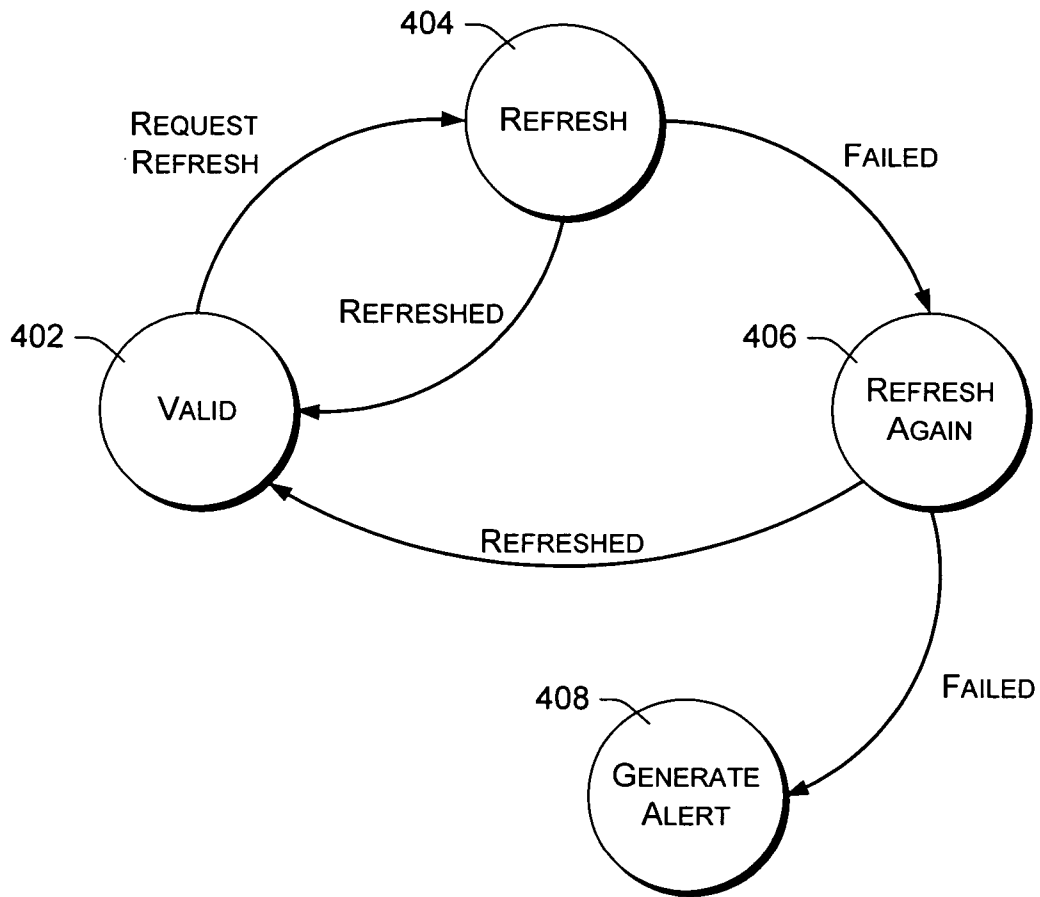 404
REFRESH
REQUEST
REFRESH
FAILED
REFRESHED
402
VALID
406
REFRESH
AGAIN
REFRESHED
408
GENERATE
ALERT
FAILED